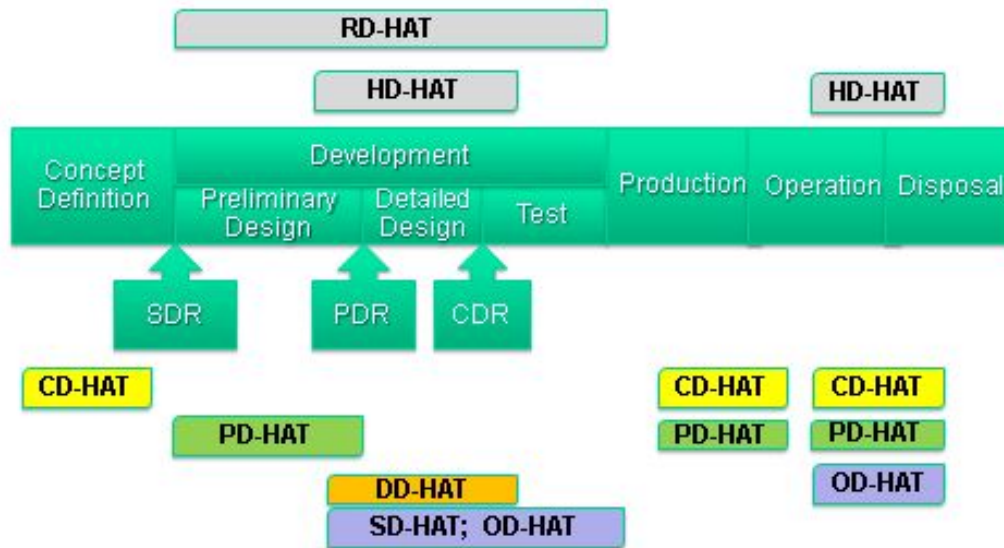 RD-HAT
HD-HAT
HD-HAT
Concept
Definition
Development
Preliminary
Design
Detailed
Design
Test
Production
Operation
Disposal
SDR
PDR
CDR
CD-HAT
CD-HAT
CD-HAT
PD-HAT
PD-HAT
PD-HAT
DD-HAT
OD-HAT
SD-HAT; OD-HAT